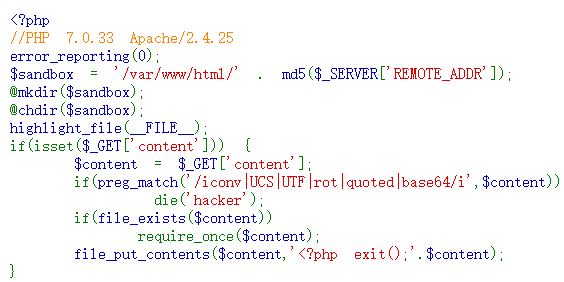 <?php
//PHP 7.0.33 Apache/2.4.25
error_reporting(0);
$sandbox = '/var/www/html/' . md5($_SERVER['REMOTE_ADDR']);
@mkdir($sandbox);
@chdir($sandbox);
highlight_file(__FILE__);
if(isset($_GET['content'])) {
    $content = $_GET['content'];
    if(preg_match('/iconv|UCS|UTF|rot|quoted|base64/i',$content))
        die('hacker');
    if(file_exists($content))
        require_once($content);
    file_put_contents($content,'<?php exit();'.$content);
}